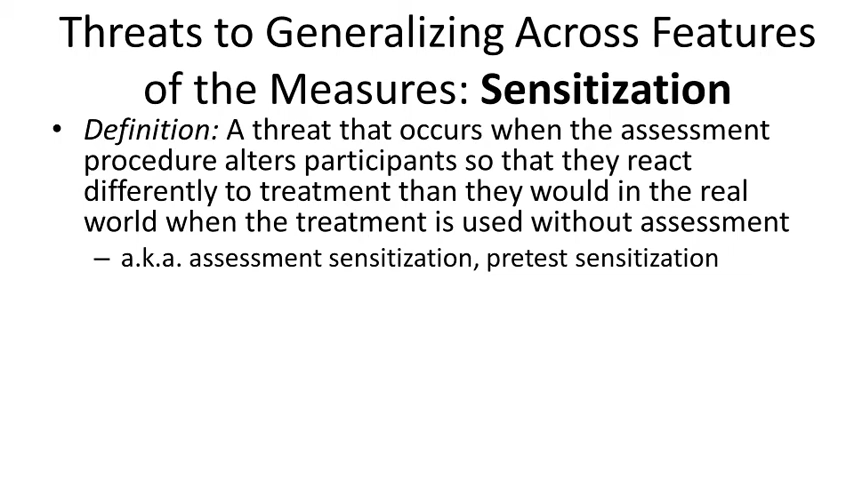 Threats to Generalizing Across Features
of the Measures: Sensitization
• Definition: A threat that occurs when the assessment
procedure alters participants so that they react
differently to treatment than they would in the real
world when the treatment is used without assessment
– a.k.a. assessment sensitization, pretest sensitization